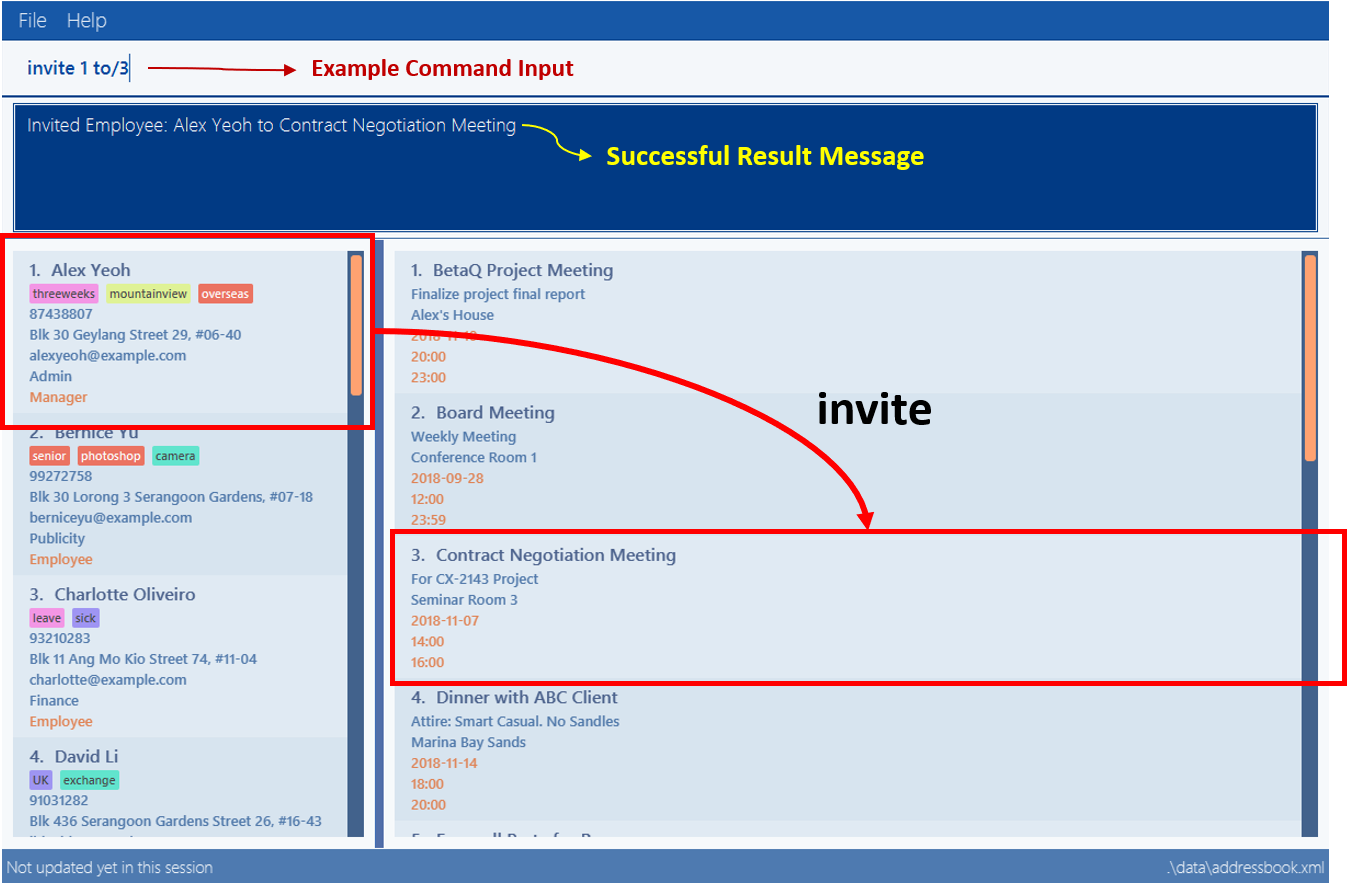 File Help
invite 1 to/3
Example Command Input
Invited Employee: Alex Yeoh to Contract Negotiation Meeting
Successful Result Message
1. Alex Yeoh
threeweeks mountainview overseas
87438807
Blk 30 Geylang Street 29, #06-40
alexyeoh@example.com
Admin
Manager
2. Bernice Yu
senior photoshop camera
99272758
Blk 30 Lorong 3 Serangoon Gardens, #07-18
berniceyu@example.com
Publicity
Employee
3. Charlotte Oliveiro
leave sick
93210283
Blk 11 Ang Mo Kio Street 74, #11-04
charlotte@example.com
Finance
Employee
4. David Li
UK exchange
91031282
Blk 436 Serangoon Gardens Street 26, #16-43
1. BetaQ Project Meeting
Finalize project final report
Alex's House
20:00
23:00
invite
2. Board Meeting
Weekly Meeting
Conference Room 1
2018-09-28
12:00
23:59
3. Contract Negotiation Meeting
For CX-2143 Project
Seminar Room 3
2018-11-07
14:00
16:00
4. Dinner with ABC Client
Attire: Smart Casual. No Sandles
Marina Bay Sands
2018-11-14
18:00
20:00
Not updated yet in this session
.\data\addressbook.xml